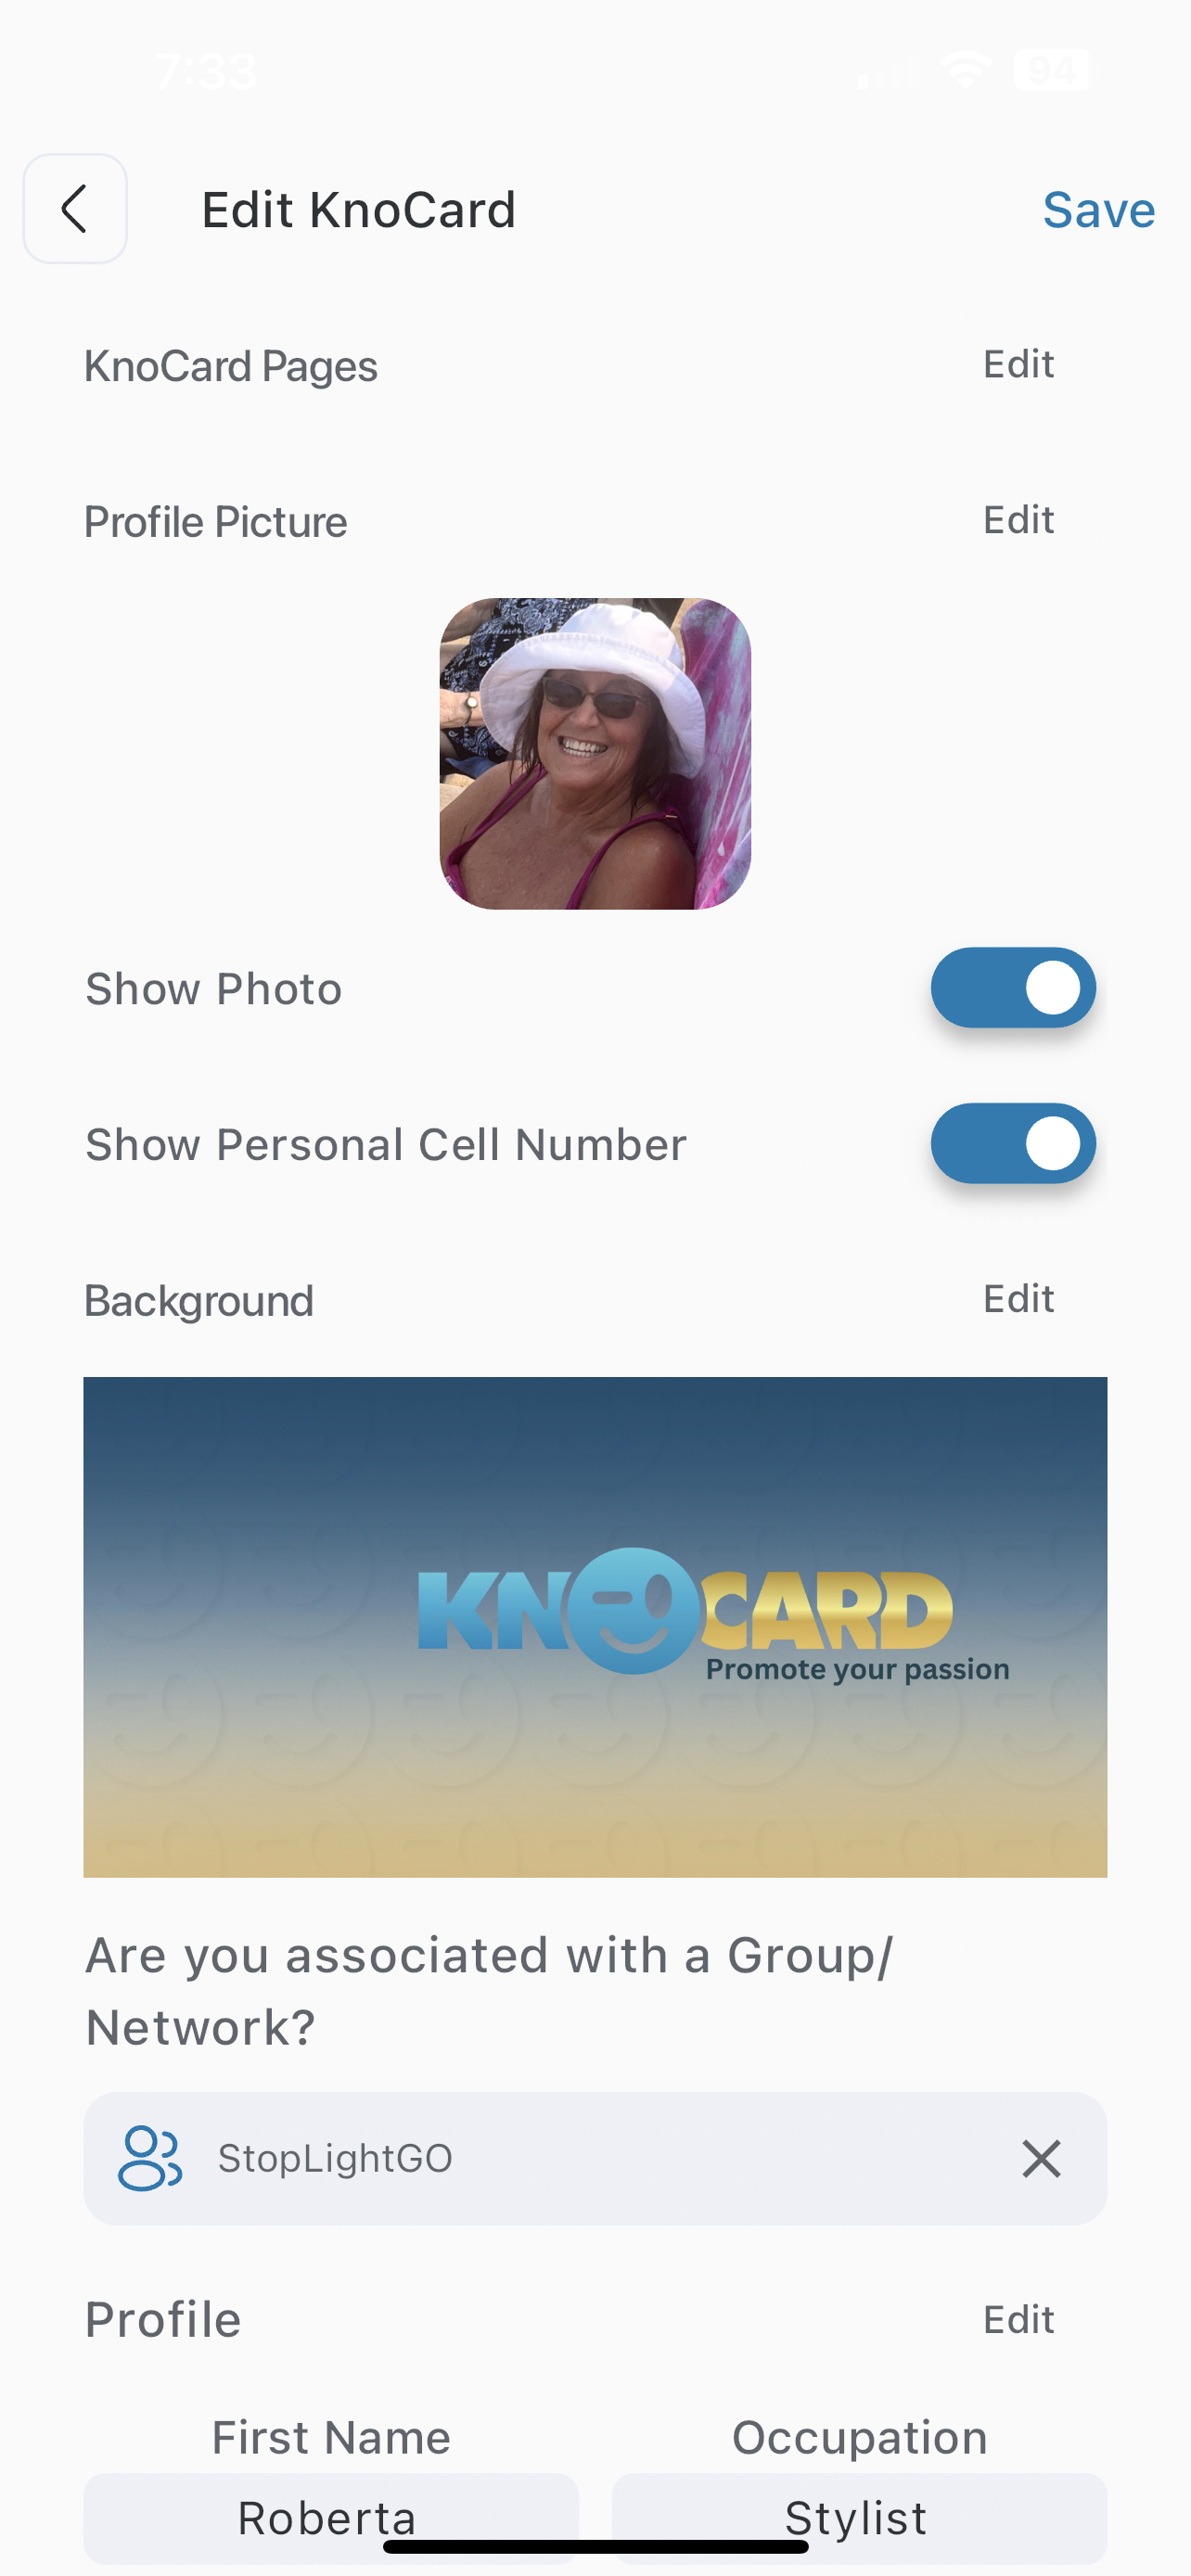 7:33
94
Edit KnoCard
Save
KnoCard Pages
Edit
Profile Picture
Edit
Show Photo
Show Personal Cell Number
Background
Edit
KNOCARD
Promote your passion
Are you associated with a Group/
Network?
StopLightGO
Profile
Edit
First Name
Occupation
Roberta
Stylist